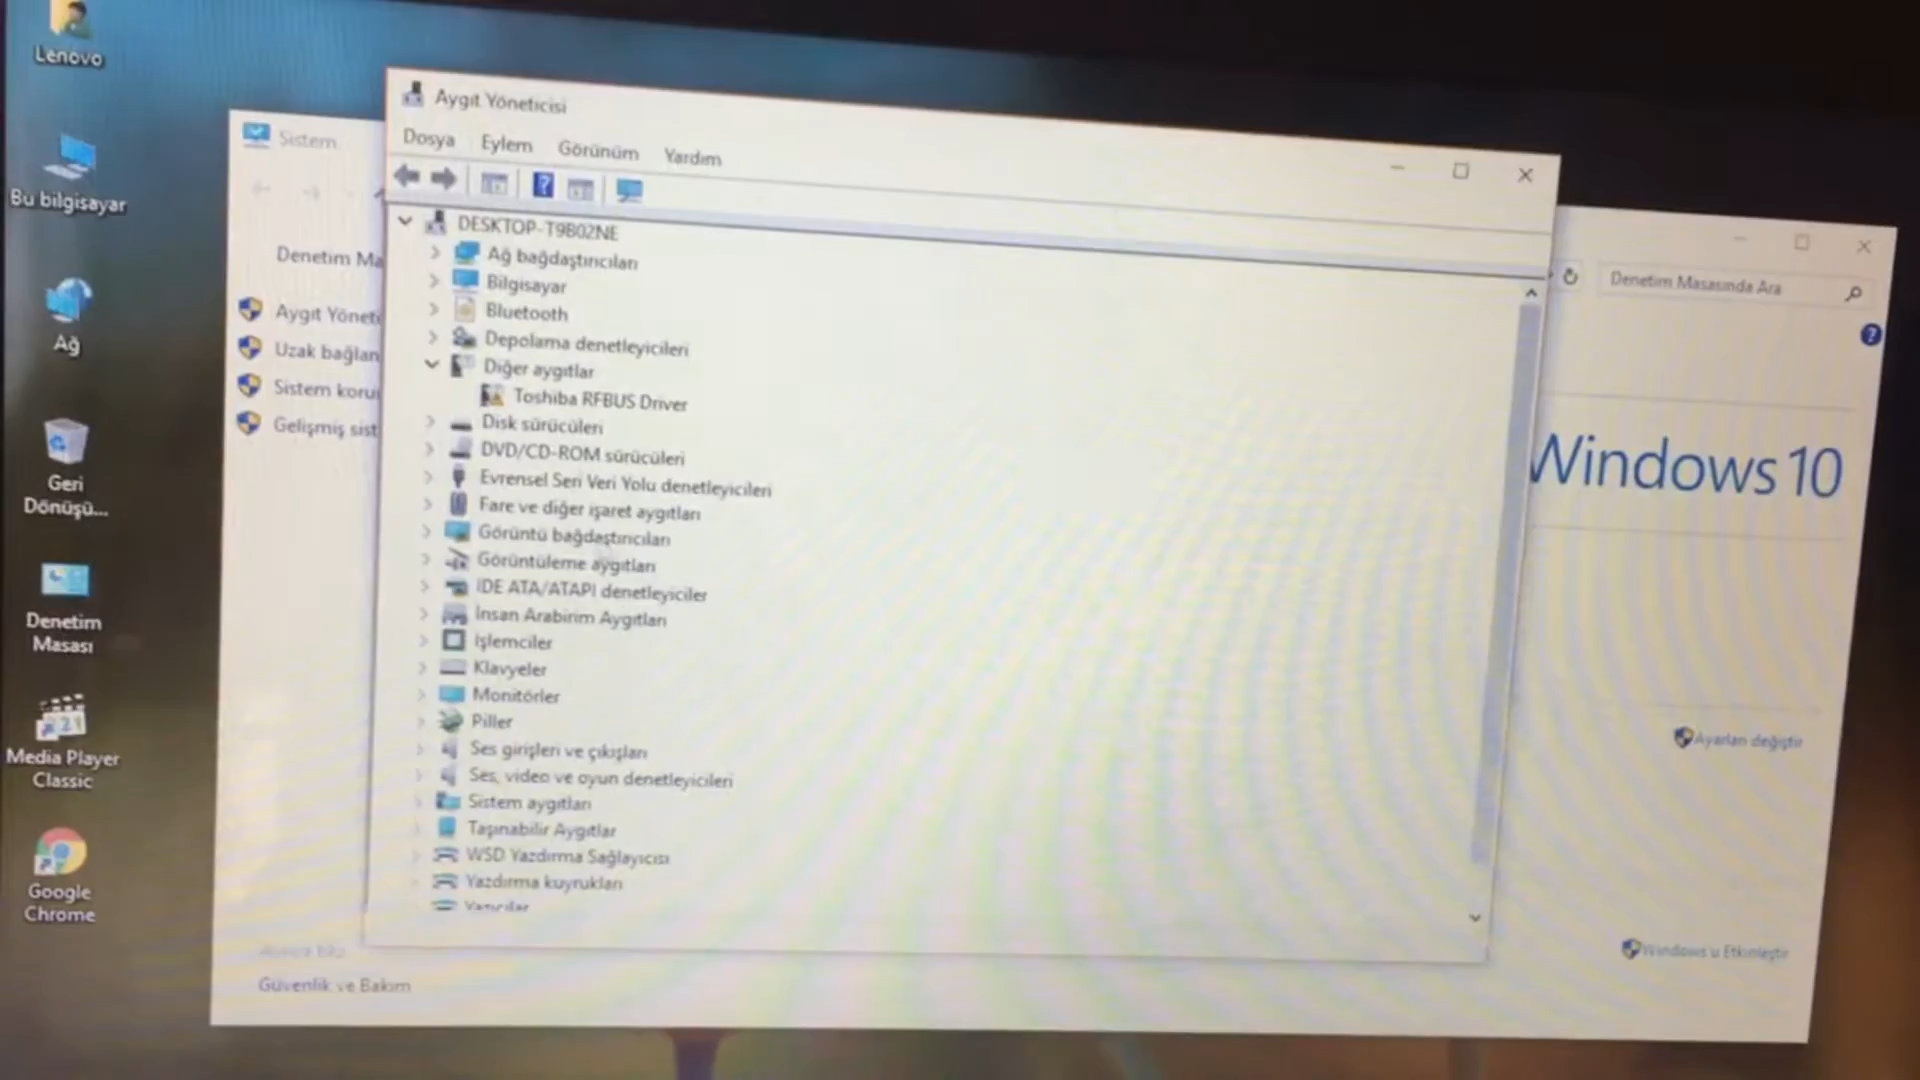 Lenovo
Bu bilgisayar
Ağ
Geri
Dönüşü...
Denetim
Masası
Media Player
Classic
Google
Chrome
Sistem
Denetim Ma
Aygıt Yöneti
Uzak bağlan
Sistem koru
Gelişmiş sist
Güvenlik ve Bakım
Aygıt Yöneticisi
Dosya Eylem Görünüm Yardım
DESKTOP-T9B02NE
Ağ bağdaştırıcıları
Bilgisayar
Bluetooth
Depolama denetleyicileri
Diğer aygıtlar
Toshiba RFBUS Driver
Disk sürücüleri
DVD/CD-ROM sürücüleri
Evrensel Seri Veri Yolu denetleyicileri
Fare ve diğer işaret aygıtları
Görüntü bağdaştırıcıları
Görüntüleme aygıtları
IDE ATA/ATAPI denetleyiciler
İnsan Arabirim Aygıtları
İşlemciler
Klavyeler
Monitörler
Piller
Ses girişleri ve çıkışları
Ses, video ve oyun denetleyicileri
Sistem aygıtları
Taşınabilir Aygıtlar
WSD Yazdırma Sağlayıcısı
Yazdırma kuyrukları
Yazıcılar
Denetim Masasında Ara
Windows 10
Ayarları değiştir
Windows'u Etkinleştir